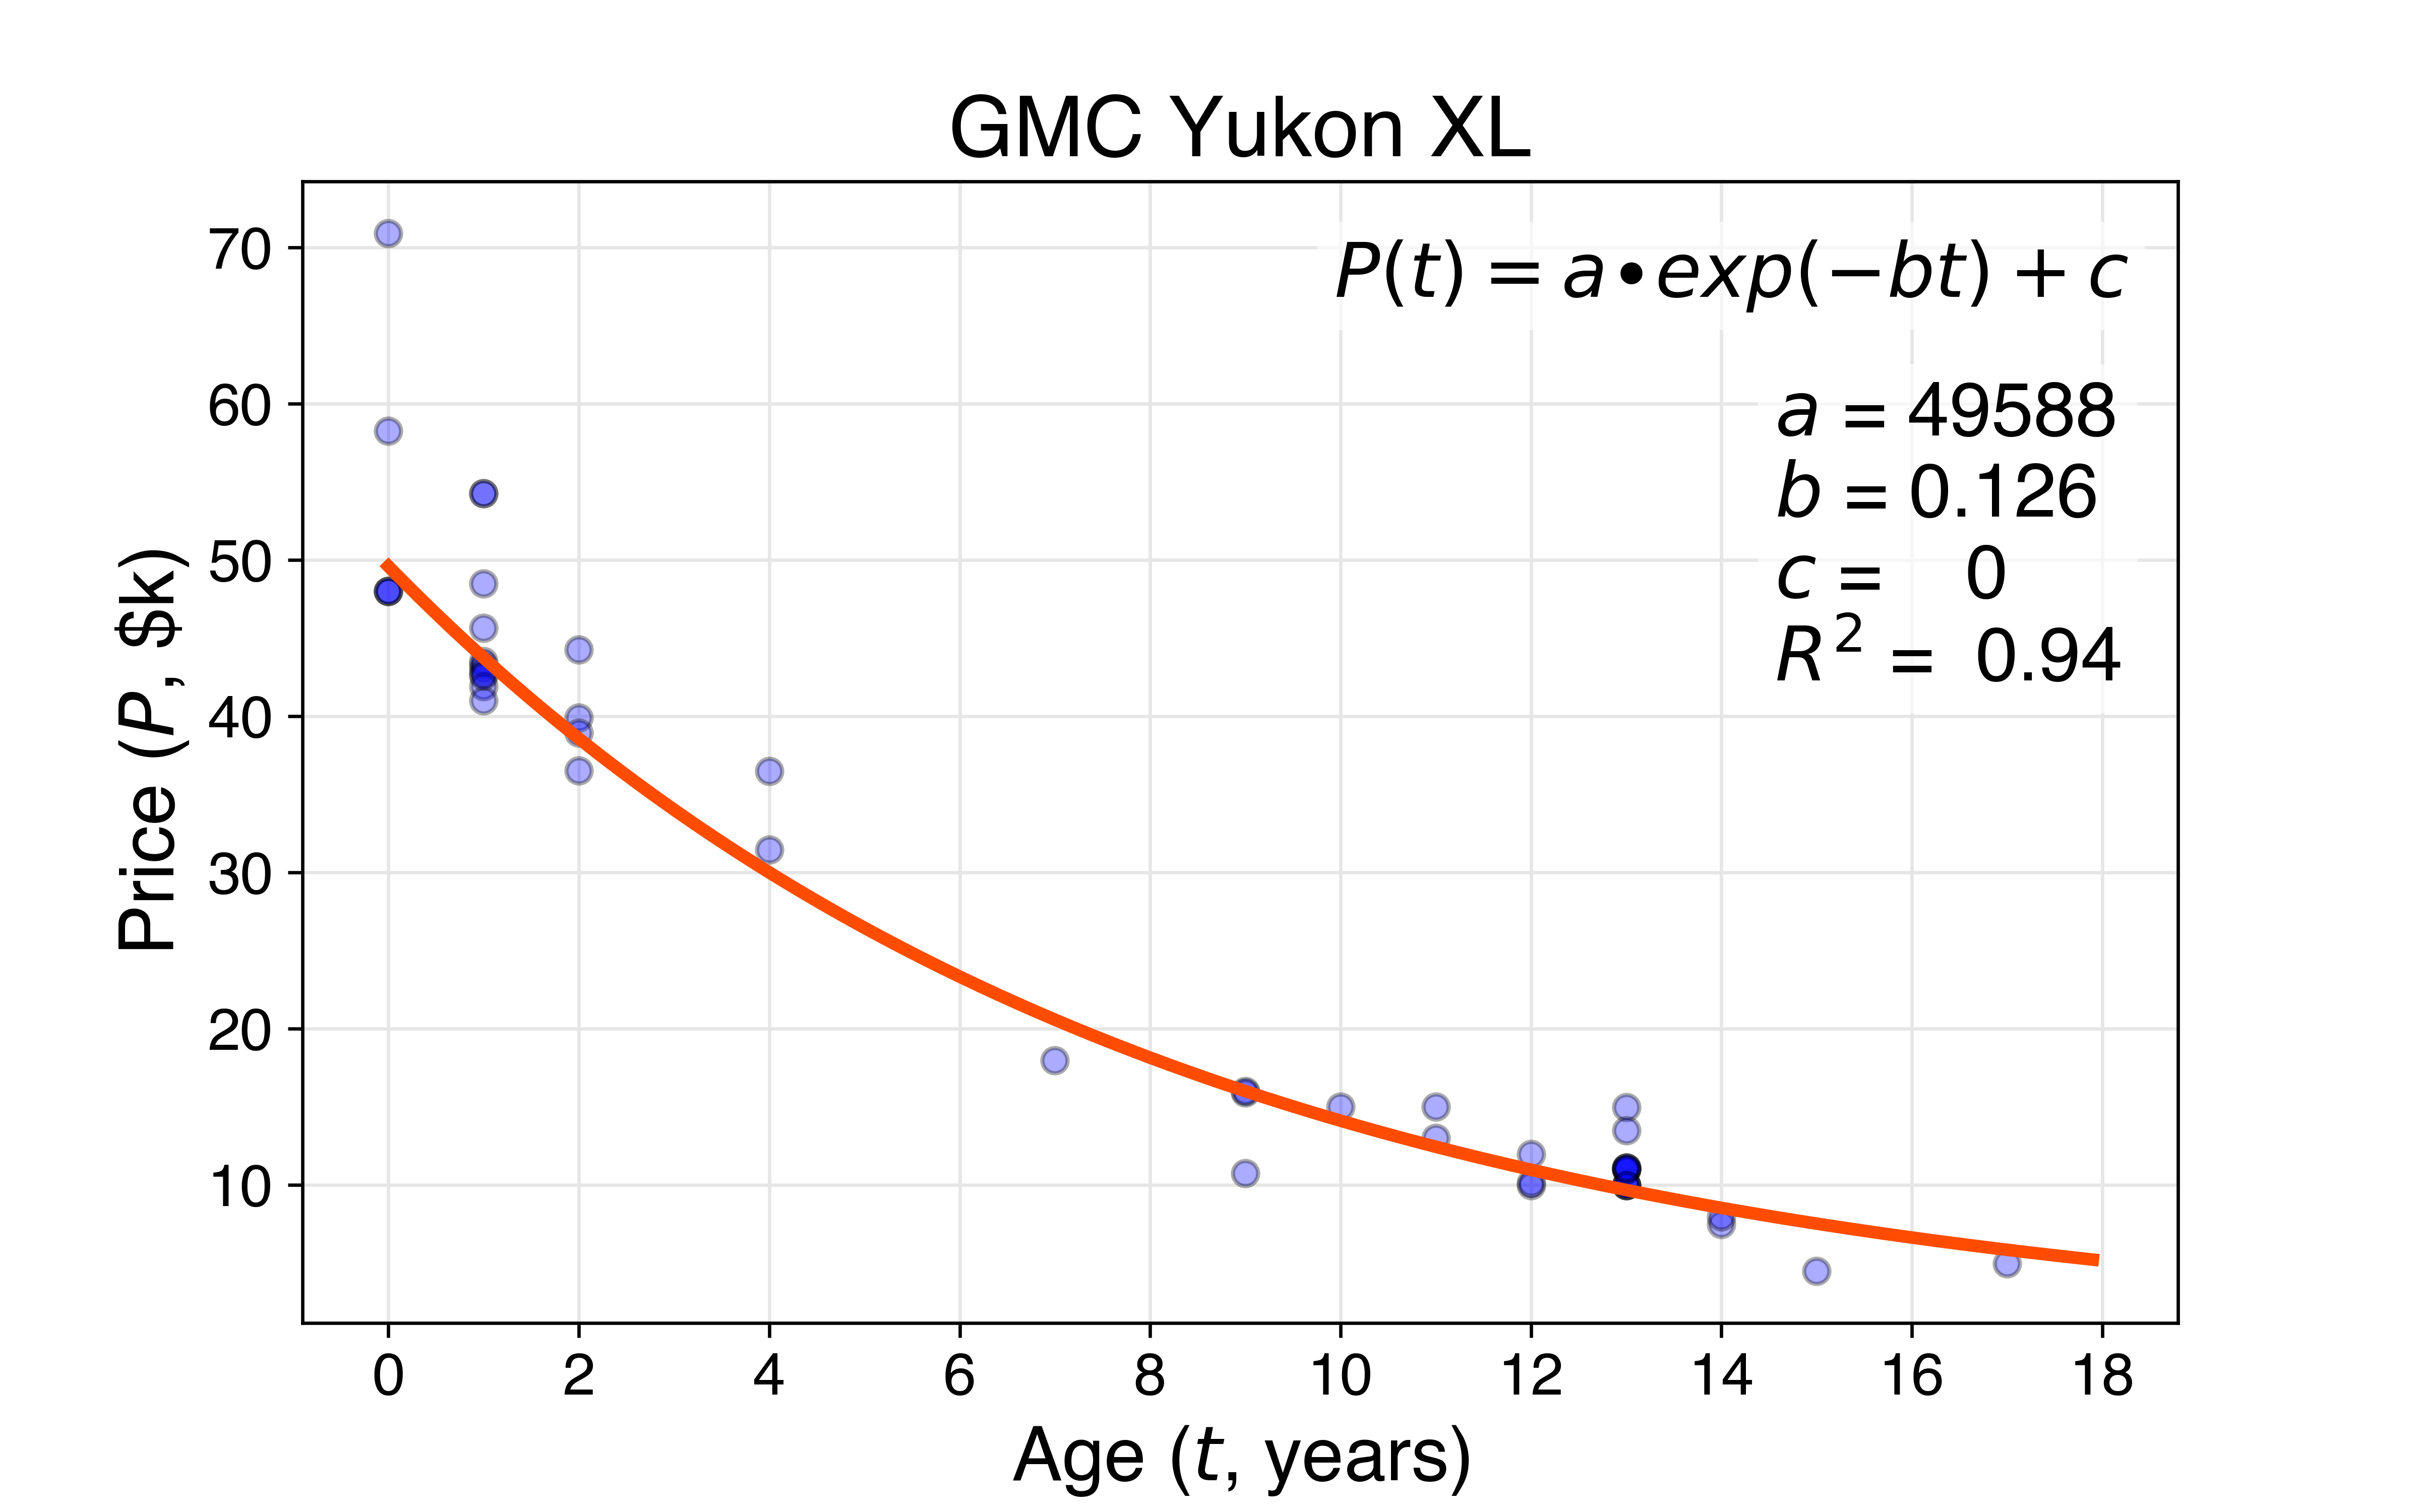 GMC Yukon XL
P(t) = a•exp(−bt) + c
a = 49588
b = 0.126
c = 0
R² = 0.94
Price (P, $k)
70
60
50
40
30
20
10
0 2 4 6 8 10 12 14 16 18
Age (t, years)